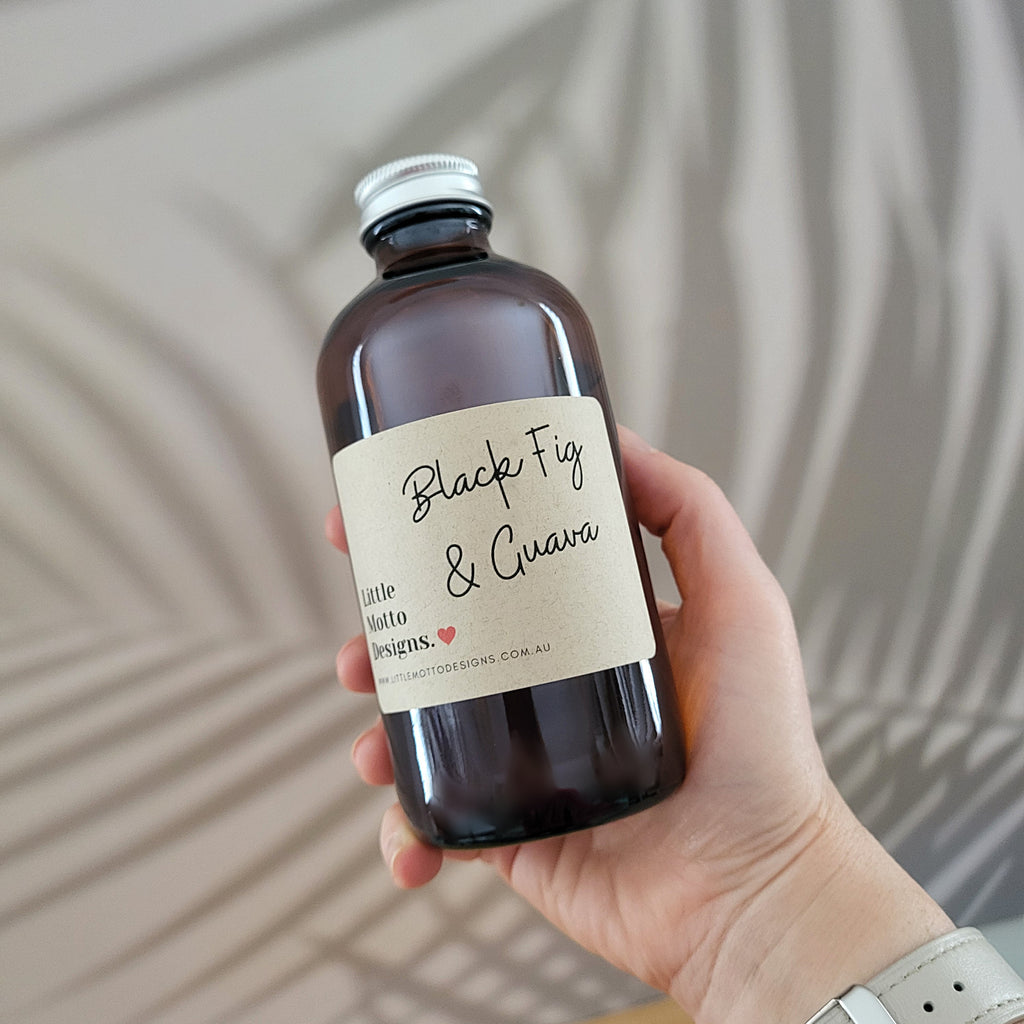 Black Fig
& Guava
Little
Motto
Designs.
WWW.LITTLEMOTTODESIGNS.COM.AU